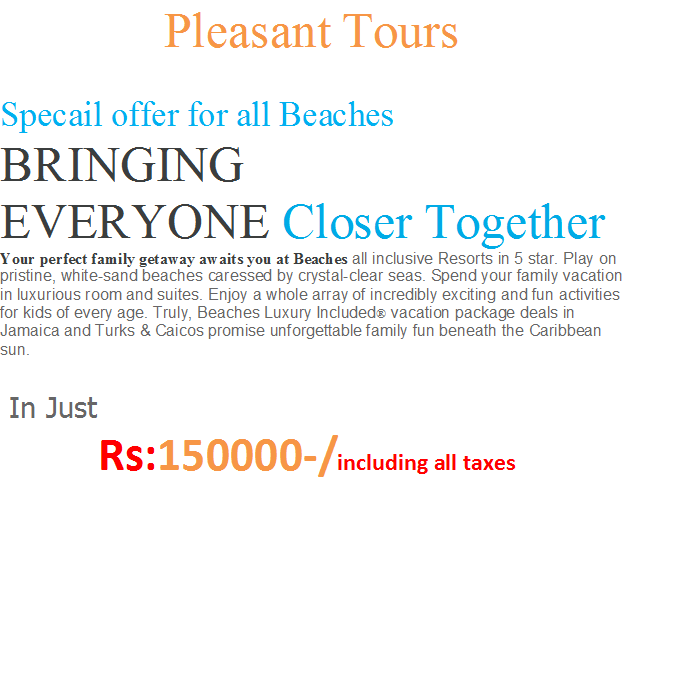 Pleasant Tours
Specail offer for all Beaches
BRINGING
EVERYONE Closer Together
Your perfect family getaway awaits you at Beaches all inclusive Resorts in 5 star. Play on
pristine, white-sand beaches caressed by crystal-clear seas. Spend your family vacation
in luxurious room and suites. Enjoy a whole array of incredibly exciting and fun activities
for kids of every age. Truly, Beaches Luxury Included® vacation package deals in
Jamaica and Turks & Caicos promise unforgettable family fun beneath the Caribbean
sun.
In Just
Rs:150000-/including all taxes